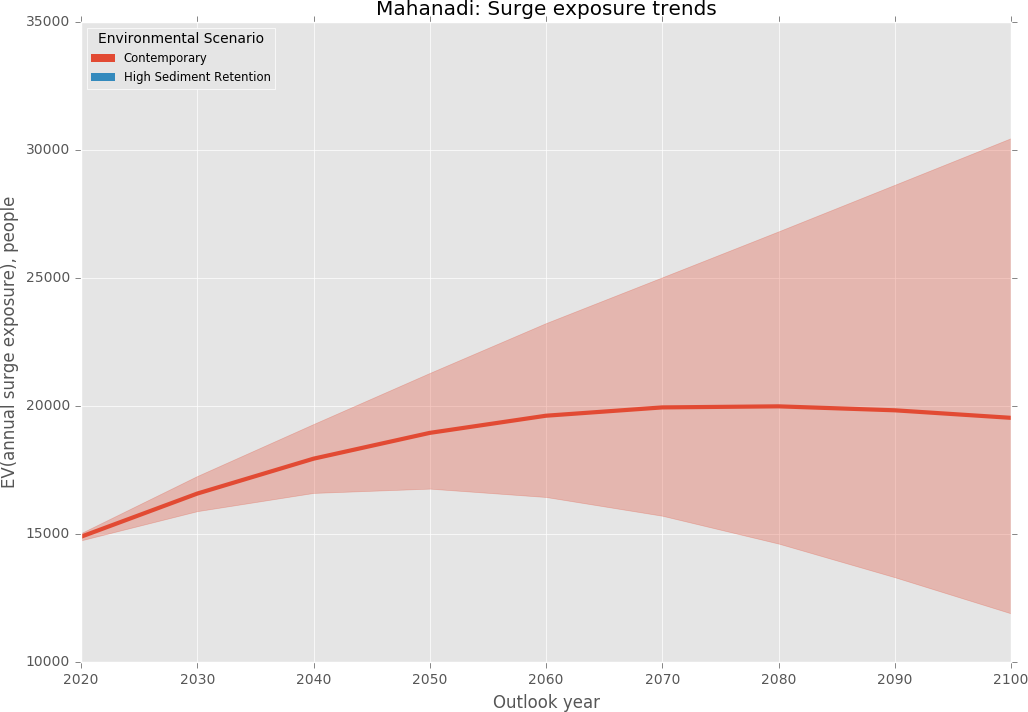 Mahanadi: Surge exposure trends
35000
Environmental Scenario
Contemporary
High Sediment Retention
30000
25000
20000
15000
10000
EV(annual surge exposure), people
2020 2030 2040 2050 2060 2070 2080 2090 2100
Outlook year